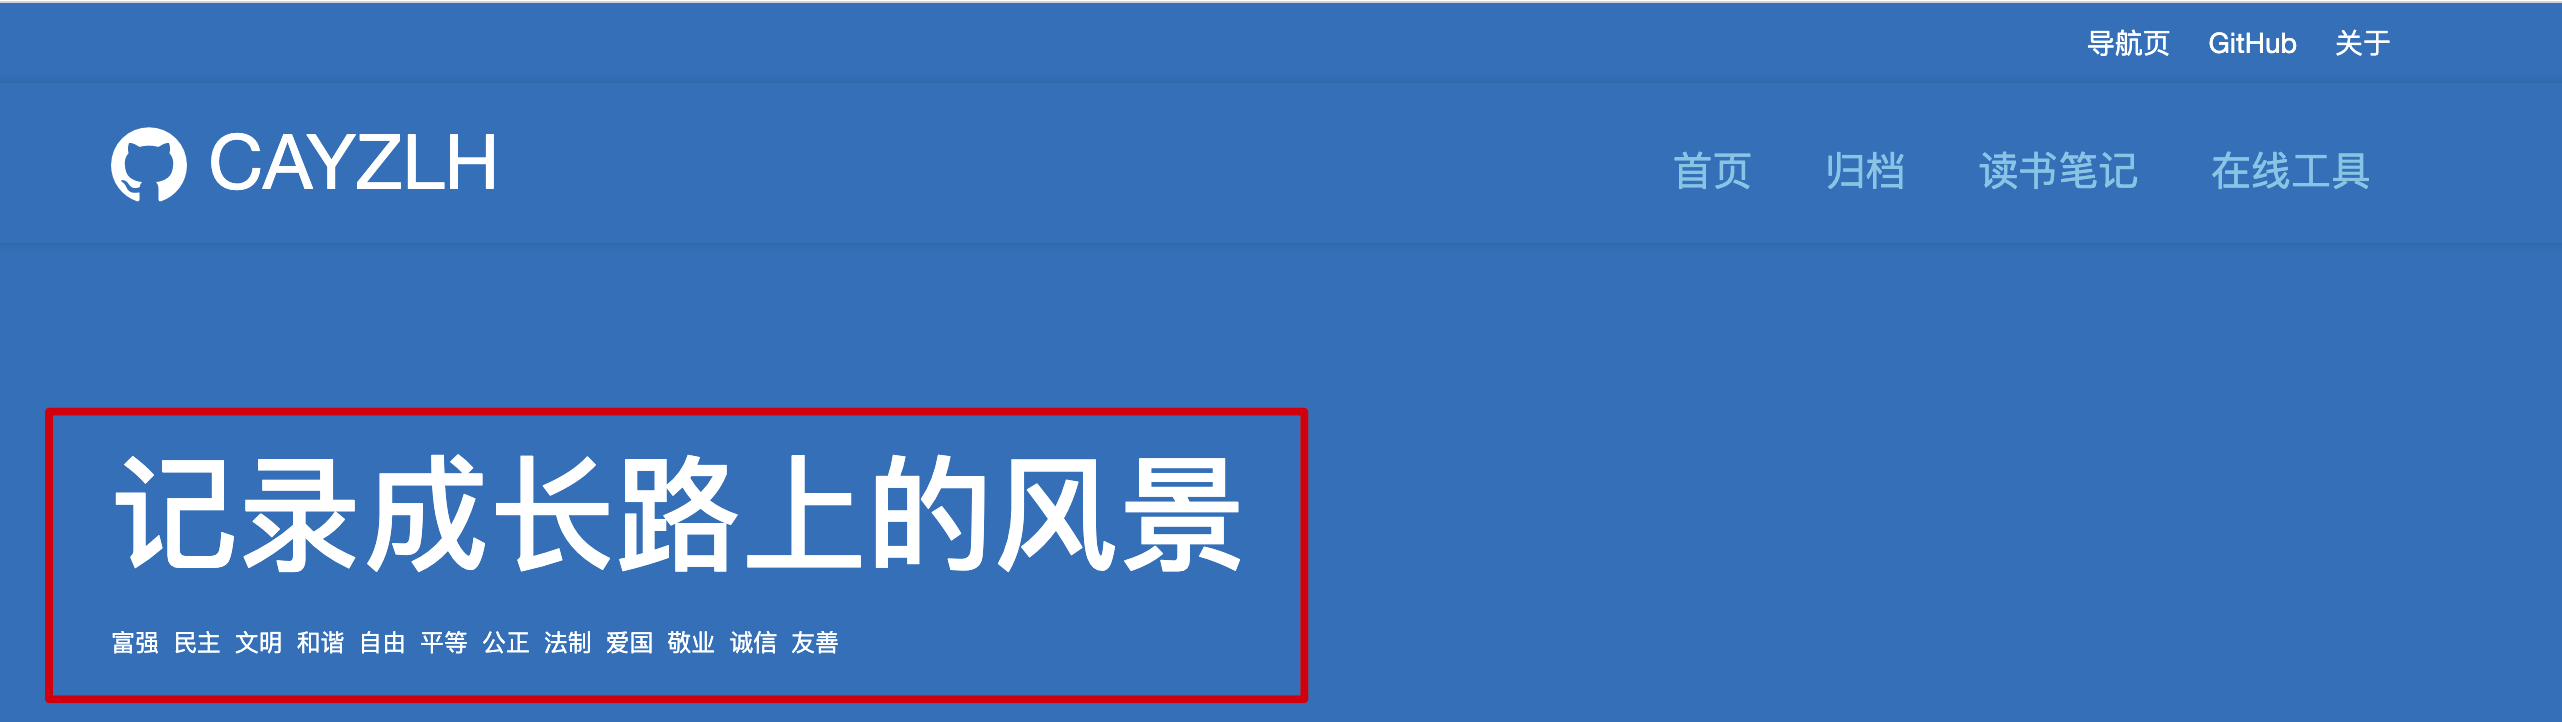 导航页 GitHub 关于
CAYZLH 首页 归档 读书笔记 在线工具
记录成长路上的风景
富强 民主 文明 和谐 自由 平等 公正 法制 爱国 敬业 诚信 友善